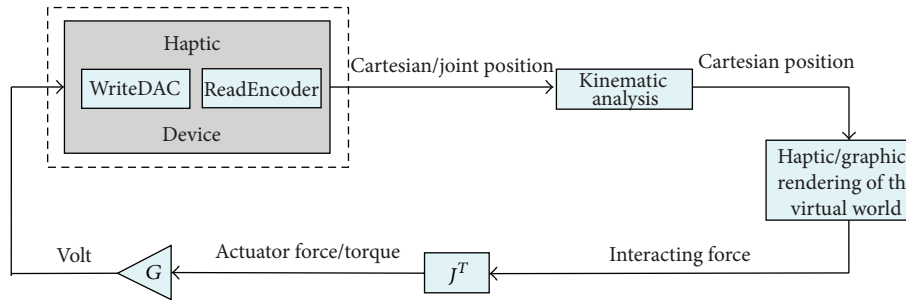 Haptic
WriteDAC
ReadEncoder
Device
Cartesian/joint position
Kinematic
analysis
Cartesian position
Haptic/graphic
rendering of th
virtual world
Interacting force
J^T
Actuator force/torque
G
Volt